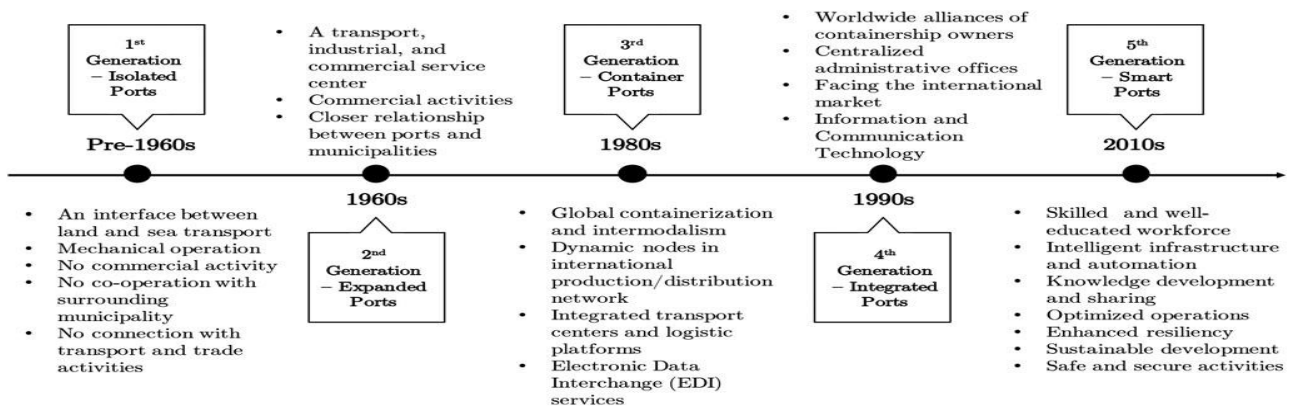 1st
Generation
– Isolated
Ports
Pre-1960s
• An interface between
land and sea transport
• Mechanical operation
• No commercial activity
• No co-operation with
surrounding
municipality
• No connection with
transport and trade
activities
• A transport,
industrial, and
commercial service
center
• Commercial activities
• Closer relationship
between ports and
municipalities
1960s
2nd
Generation
– Expanded
Ports
3rd
Generation
– Container
Ports
1980s
• Global containerization
and intermodalism
• Dynamic nodes in
international
production/distribution
network
• Integrated transport
centers and logistic
platforms
• Electronic Data
Interchange (EDI)
services
• Worldwide alliances of
containership owners
• Centralized
administrative offices
• Facing the international
market
• Information and
Communication
Technology
1990s
4th
Generation
– Integrated
Ports
5th
Generation
– Smart
Ports
2010s
• Skilled and well-
educated workforce
• Intelligent infrastructure
and automation
• Knowledge development
and sharing
• Optimized operations
• Enhanced resiliency
• Sustainable development
• Safe and secure activities